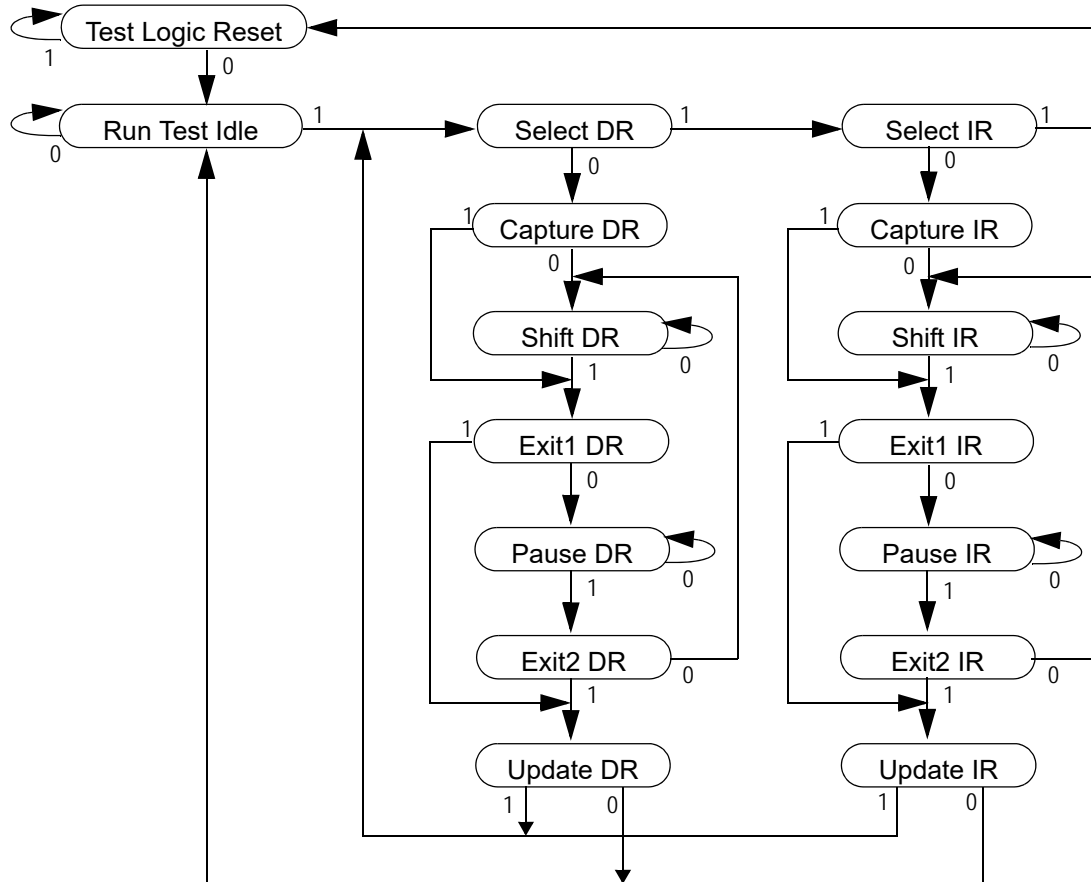 Test Logic Reset
1
0
Run Test Idle
1
Select DR
1
Select IR
1
0
0
0
1
Capture DR
1
Capture IR
0
0
Shift DR
Shift IR
1
0
1
0
1
Exit1 DR
1
Exit1 IR
0
0
Pause DR
Pause IR
1
0
1
0
Exit2 DR
Exit2 IR
0
0
1
1
Update DR
Update IR
1
0
1
0